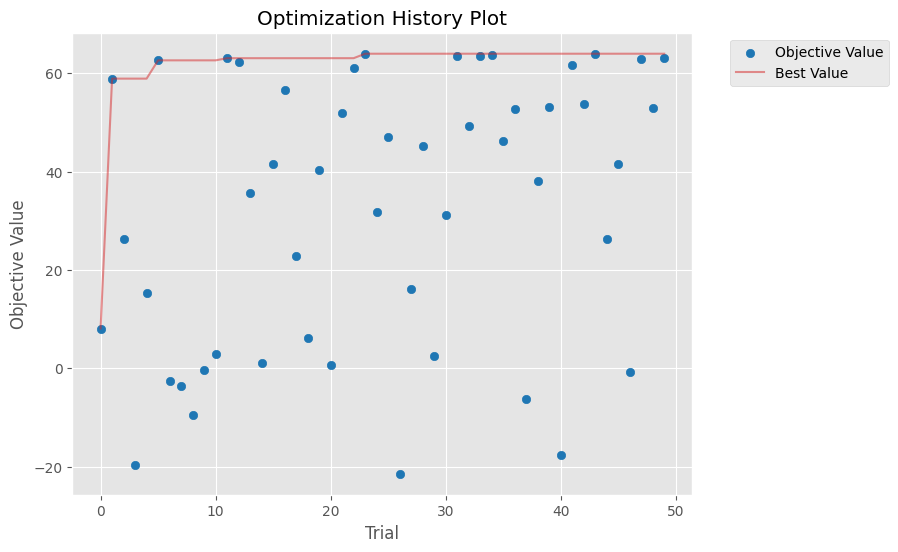 Optimization History Plot
Objective Value
Best Value
Objective Value
60
40
20
0
−20
0 10 20 30 40 50
Trial